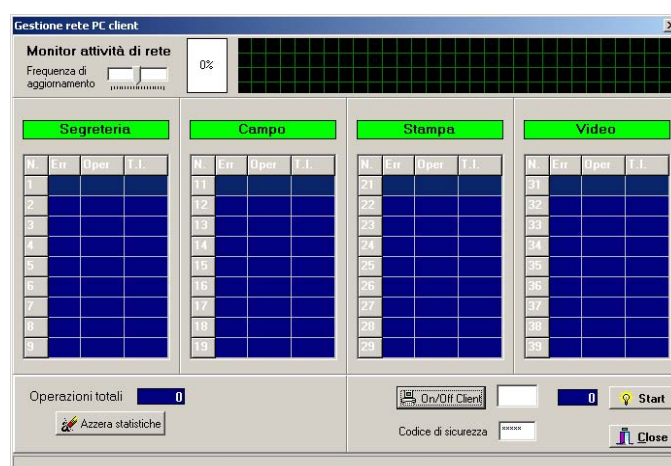 Gestione rete PC client
Monitor attività di rete
Frequenza di
aggiornamento
0%
Segreteria
Campo
Stampa
Video
N. Err Oper T.I.
1
2
3
4
5
6
7
8
9
N. Err Oper T.I.
11
12
13
14
15
16
17
18
19
N. Err Oper T.I.
21
22
23
24
25
26
27
28
29
N. Err Oper T.I.
31
32
33
34
35
36
37
38
39
Operazioni totali 0
Azzera statistiche
On/Off Client
0
Start
Codice di sicurezza *****
Close